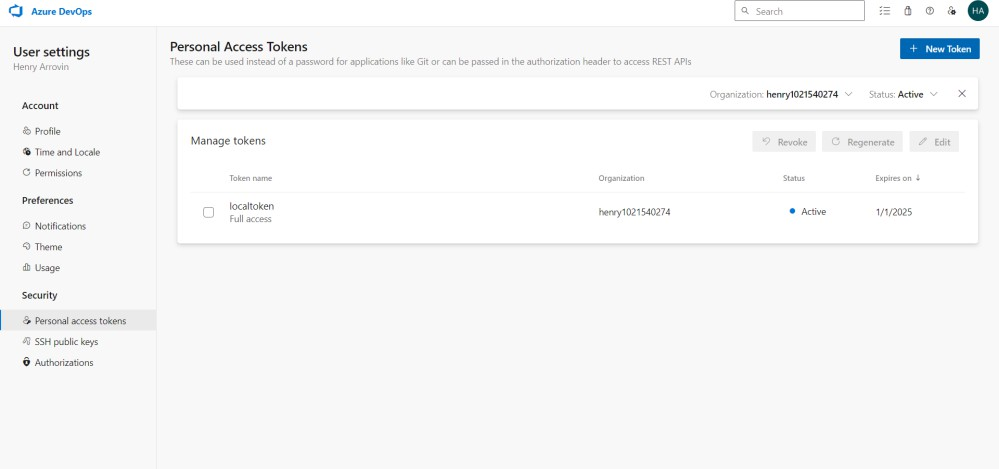 Azure DevOps
Search
HA
User settings
Henry Arrovin
Account
Profile
Time and Locale
Permissions
Preferences
Notifications
Theme
Usage
Security
Personal access tokens
SSH public keys
Authorizations
Personal Access Tokens
These can be used instead of a password for applications like Git or can be passed in the authorization header to access REST APIs
New Token
Organization: henry1021540274
Status: Active
Manage tokens
Revoke
Regenerate
Edit
Token name Organization Status Expires on
localtoken
Full access
henry1021540274 Active 1/1/2025